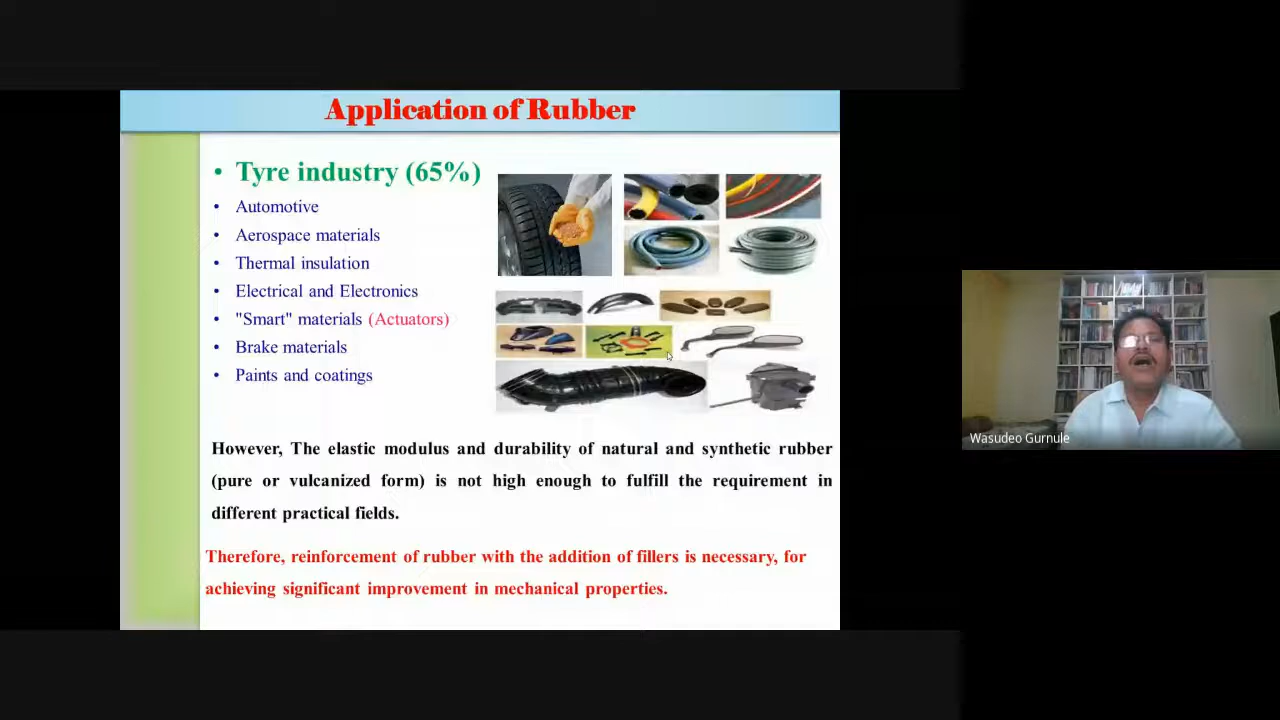 Application of Rubber
• Tyre industry (65%)
• Automotive
• Aerospace materials
• Thermal insulation
• Electrical and Electronics
• "Smart" materials (Actuators)
• Brake materials
• Paints and coatings
However, The elastic modulus and durability of natural and synthetic rubber
(pure or vulcanized form) is not high enough to fulfill the requirement in
different practical fields.
Therefore, reinforcement of rubber with the addition of fillers is necessary, for
achieving significant improvement in mechanical properties.
Wasudeo Gurnule